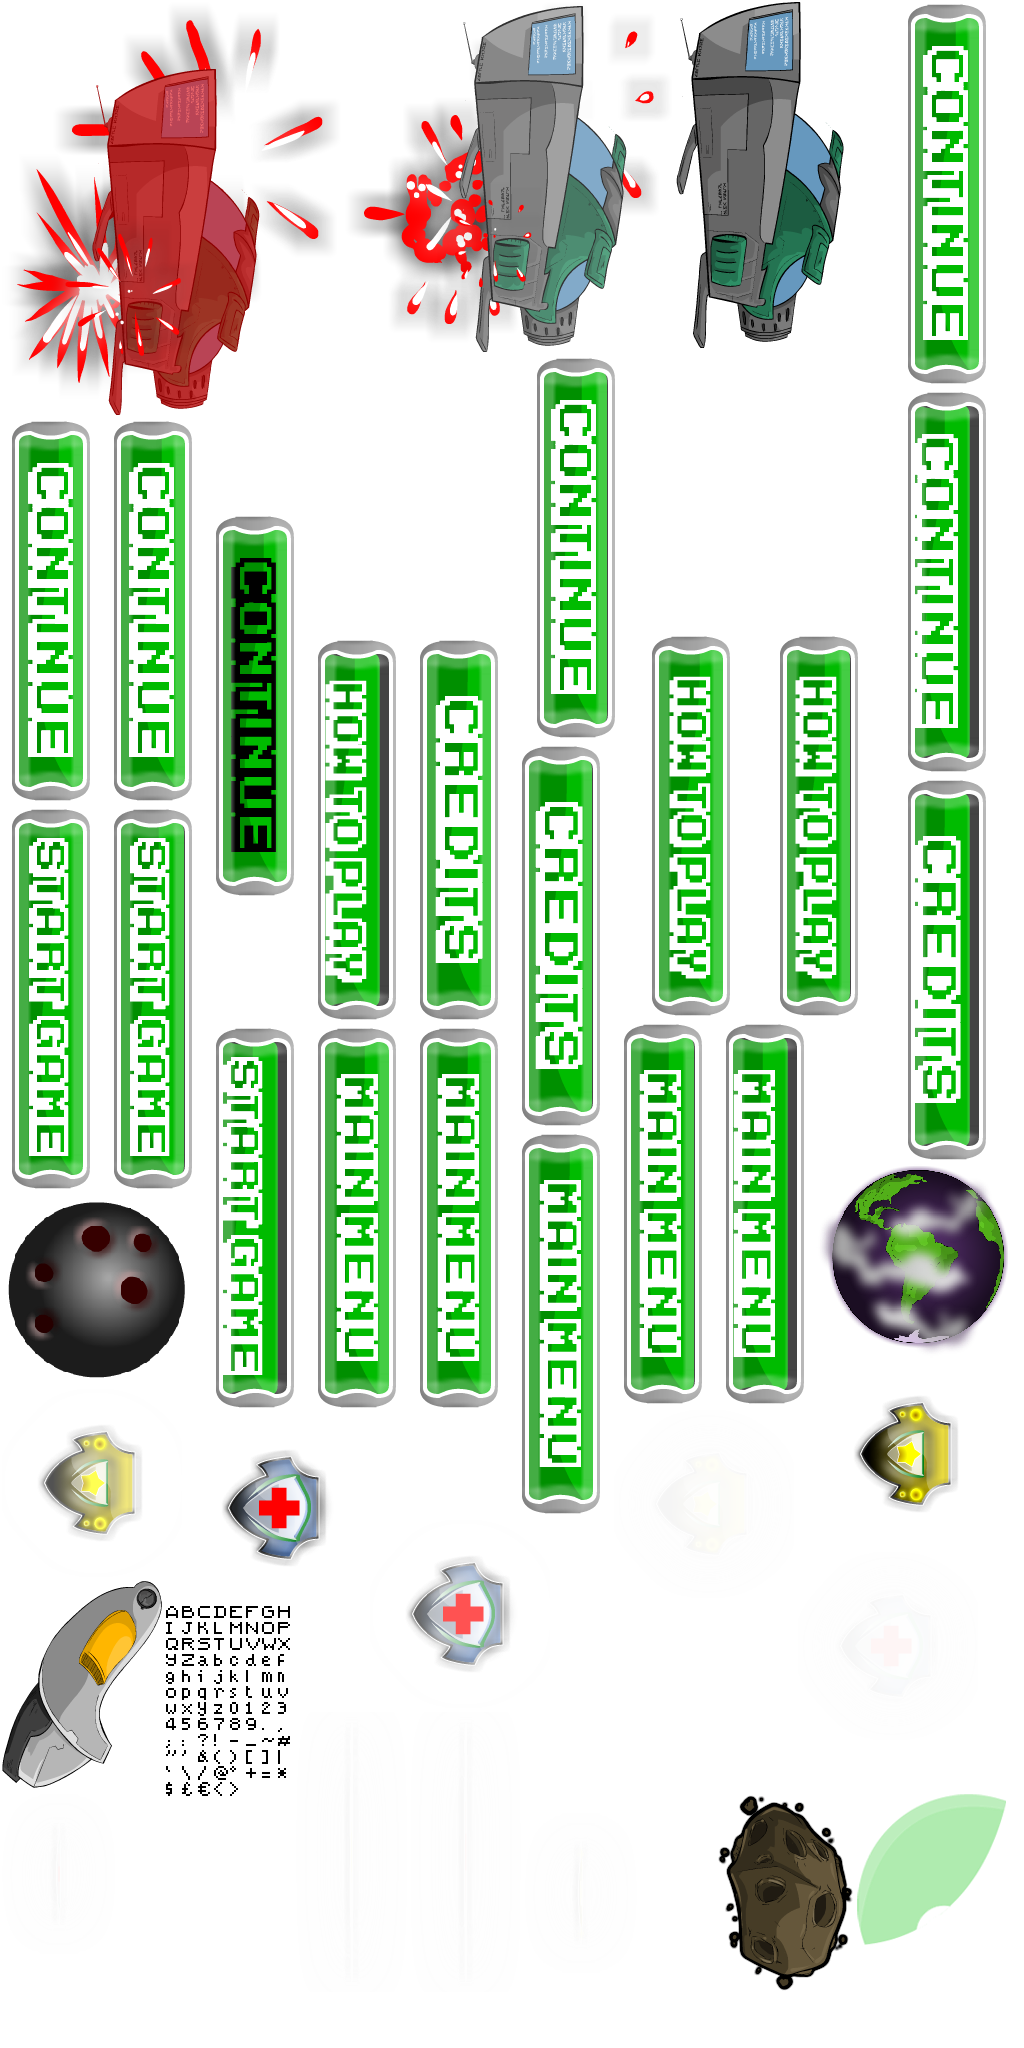 CONTINUE
CONTINUE
CONTINUE
CONTINUE
CONTINUE
CONTINUE
HOW TO PLAY
CREDITS
HOW TO PLAY
HOW TO PLAY
CREDITS
CREDITS
START GAME
START GAME
START GAME
MAIN MENU
MAIN MENU
MAIN MENU
MAIN MENU
MAIN MENU
ABCDEFGH
IJKLMNOP
QRSTUVWX
YZabcdef
ghijklmn
opqrstuv
wxyz0123
456789.,
;:?!-_~#
"'&()[]|
`\/@°+=*
$£€<>